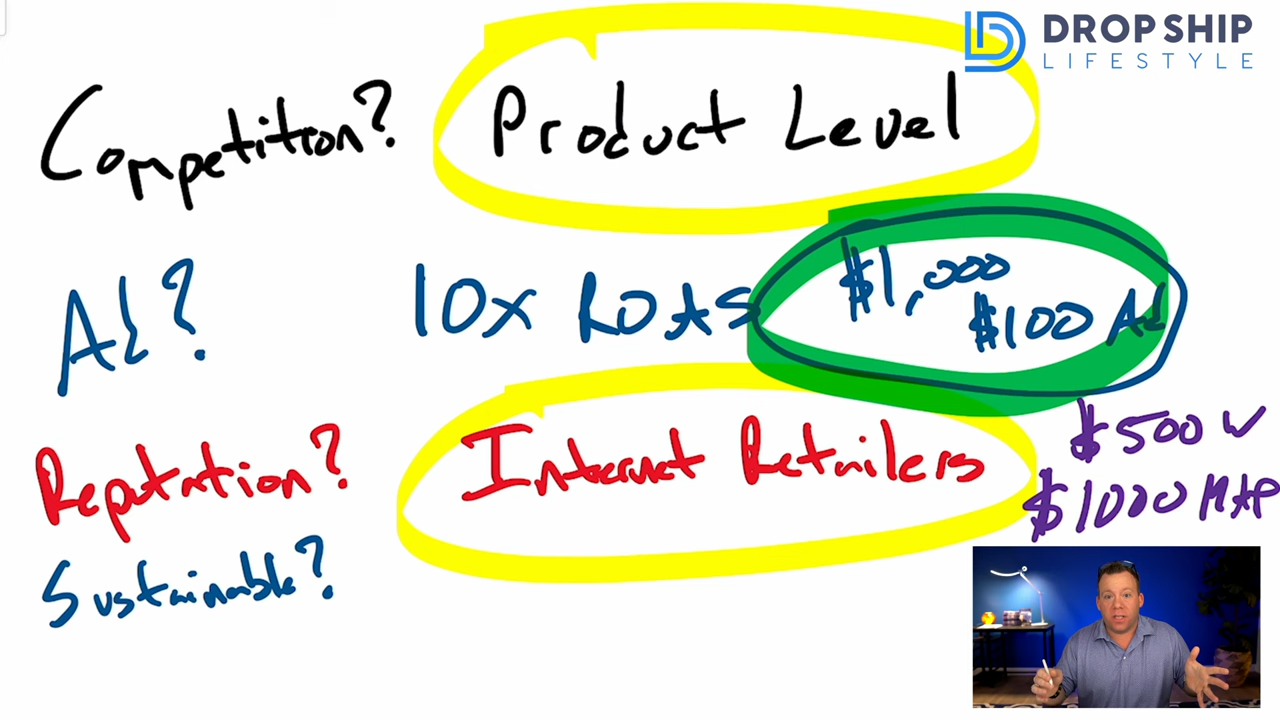 DROP SHIP
LIFESTYLE
Competition? Product Level
Ad? 10x ROAS $1,000
$100 Ad
Reputation? Internet Retailers
$500 W
$1000 MAP
Sustainable?